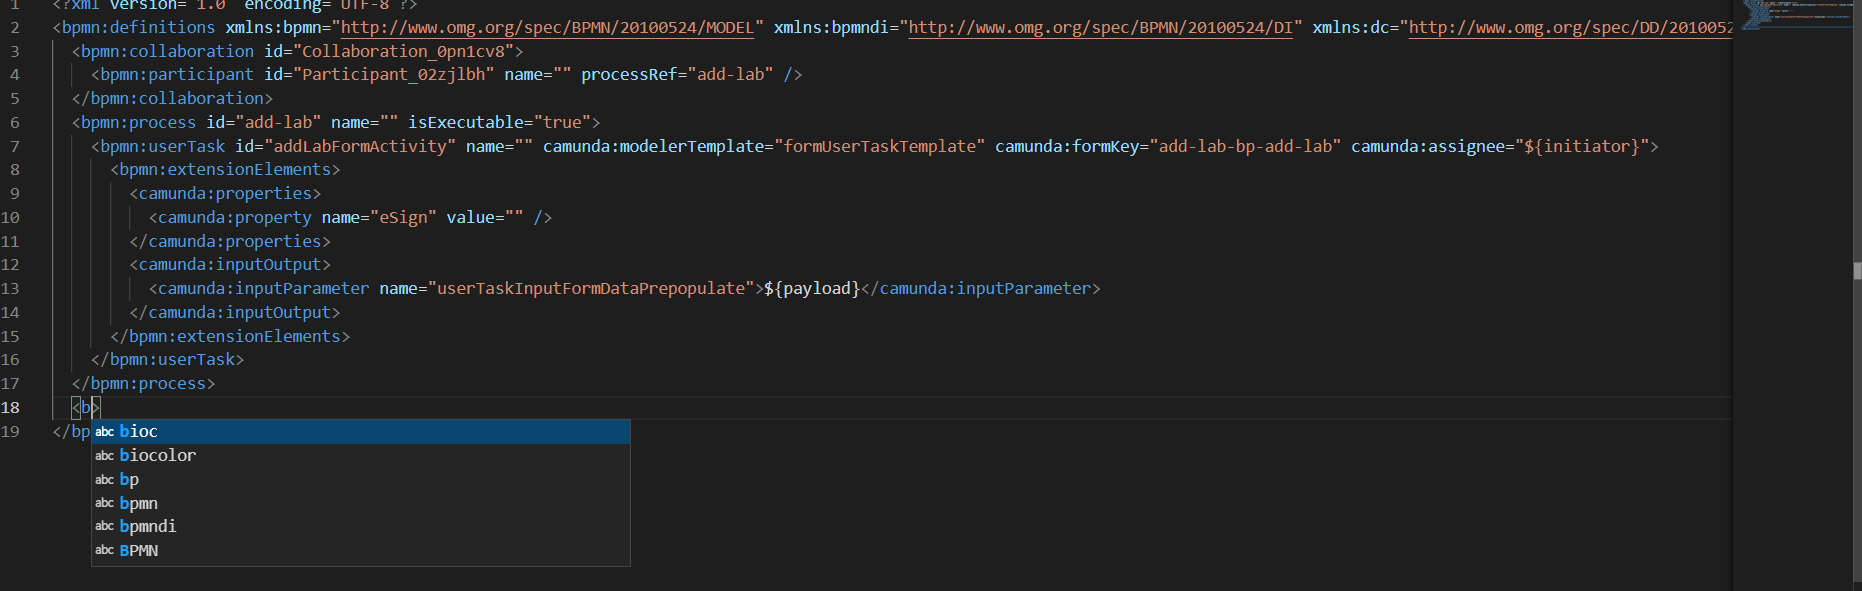 1 <?xml version="1.0" encoding="UTF-8"?>
2 <bpmn:definitions xmlns:bpmn="http://www.omg.org/spec/BPMN/20100524/MODEL" xmlns:bpmndi="http://www.omg.org/spec/BPMN/20100524/DI" xmlns:dc="http://www.omg.org/spec/DD/2010052
3 <bpmn:collaboration id="Collaboration_0pn1cv8">
4 <bpmn:participant id="Participant_02zjlbh" name="" processRef="add-lab" />
5 </bpmn:collaboration>
6 <bpmn:process id="add-lab" name="" isExecutable="true">
7 <bpmn:userTask id="addLabFormActivity" name="" camunda:modelerTemplate="formUserTaskTemplate" camunda:formKey="add-lab-bp-add-lab" camunda:assignee="${initiator}">
8 <bpmn:extensionElements>
9 <camunda:properties>
10 <camunda:property name="eSign" value="" />
11 </camunda:properties>
12 <camunda:inputOutput>
13 <camunda:inputParameter name="userTaskInputFormDataPrepopulate">${payload}</camunda:inputParameter>
14 </camunda:inputOutput>
15 </bpmn:extensionElements>
16 </bpmn:userTask>
17 </bpmn:process>
18 <b>
19 </bp
abc bioc
abc biocolor
abc bp
abc bpmn
abc bpmndi
abc BPMN